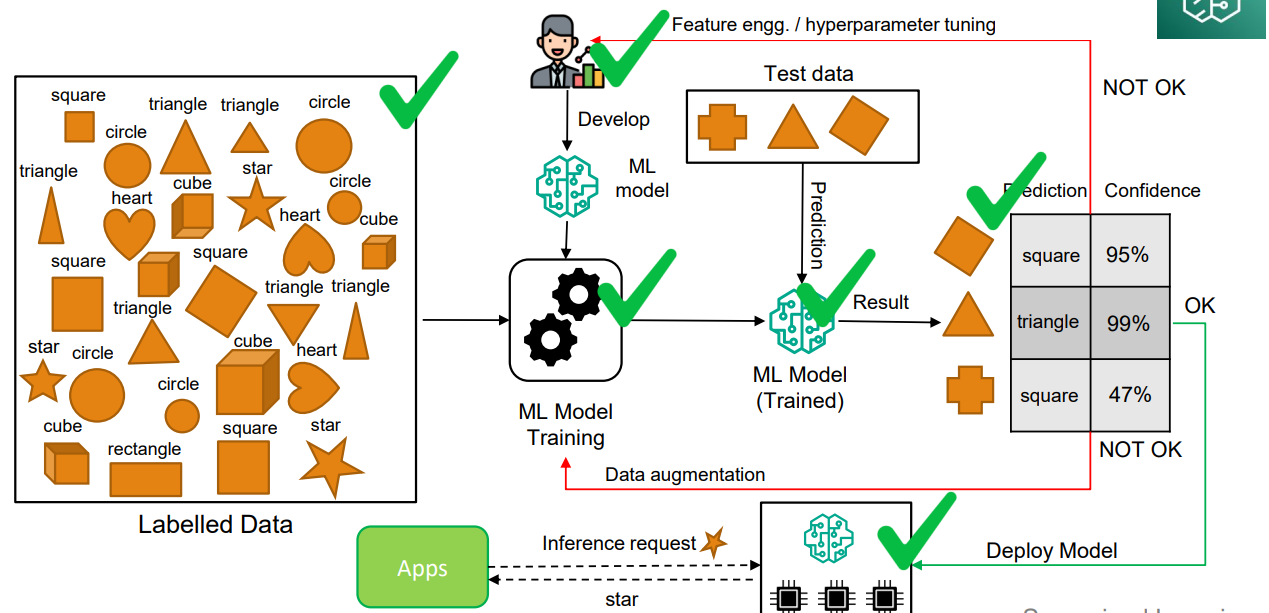 Feature engg. / hyperparameter tuning
Test data
NOT OK
square
triangle
triangle
circle
circle
Develop
triangle
star
ML
model
cube
circle
heart
heart
cube
Prediction
Prediction
Confidence
square
square
95%
square
triangle
triangle
triangle
Result
OK
triangle
99%
star
circle
cube
heart
ML Model
(Trained)
circle
square
47%
cube
square
star
ML Model
Training
rectangle
NOT OK
Data augmentation
Labelled Data
Apps
Inference request
star
Deploy Model